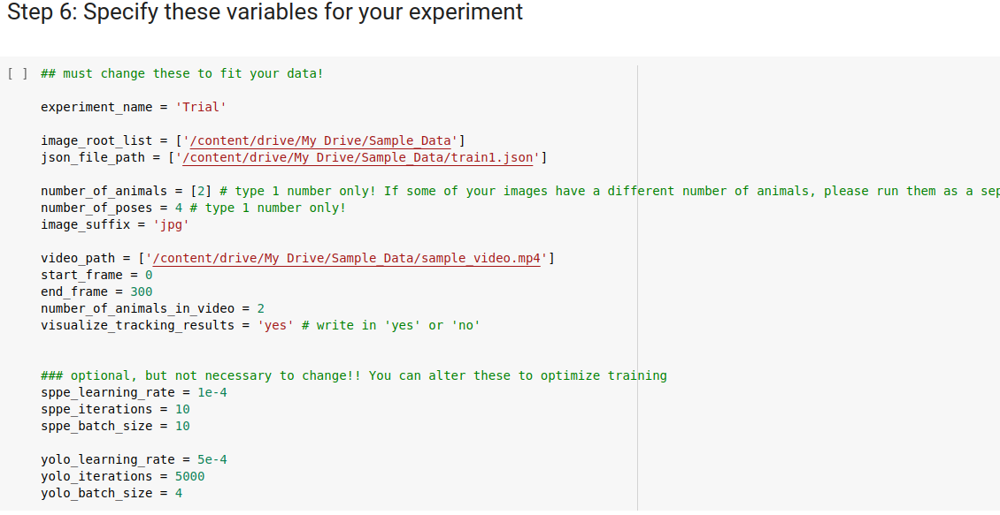 Step 6: Specify these variables for your experiment
[ ] ## must change these to fit your data!
experiment_name = 'Trial'
image_root_list = ['/content/drive/My Drive/Sample_Data']
json_file_path = ['/content/drive/My Drive/Sample_Data/train1.json']
number_of_animals = [2] # type 1 number only! If some of your images have a different number of animals, please run them as a sep
number_of_poses = 4 # type 1 number only!
image_suffix = 'jpg'
video_path = ['/content/drive/My Drive/Sample_Data/sample_video.mp4']
start_frame = 0
end_frame = 300
number_of_animals_in_video = 2
visualize_tracking_results = 'yes' # write in 'yes' or 'no'
### optional, but not necessary to change!! You can alter these to optimize training
sppe_learning_rate = 1e-4
sppe_iterations = 10
sppe_batch_size = 10
yolo_learning_rate = 5e-4
yolo_iterations = 5000
yolo_batch_size = 4